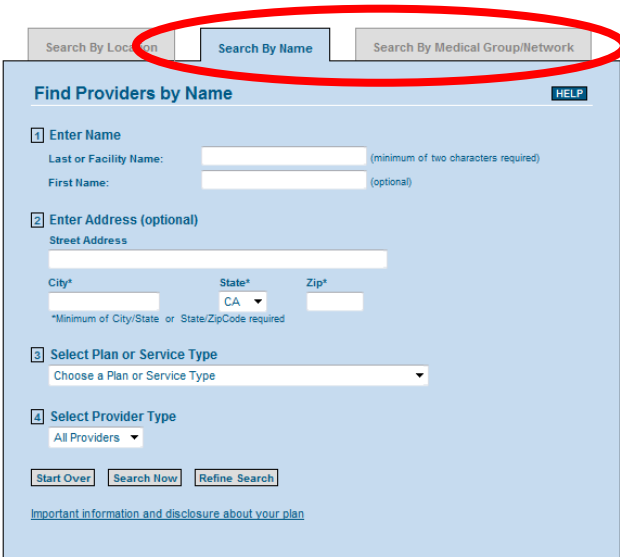 Search By Location Search By Name Search By Medical Group/Network
Find Providers by Name HELP
1 Enter Name
Last or Facility Name: (minimum of two characters required)
First Name: (optional)
2 Enter Address (optional)
Street Address
City* State* Zip*
CA
*Minimum of City/State or State/ZipCode required
3 Select Plan or Service Type
Choose a Plan or Service Type
4 Select Provider Type
All Providers
Start Over Search Now Refine Search
Important information and disclosure about your plan